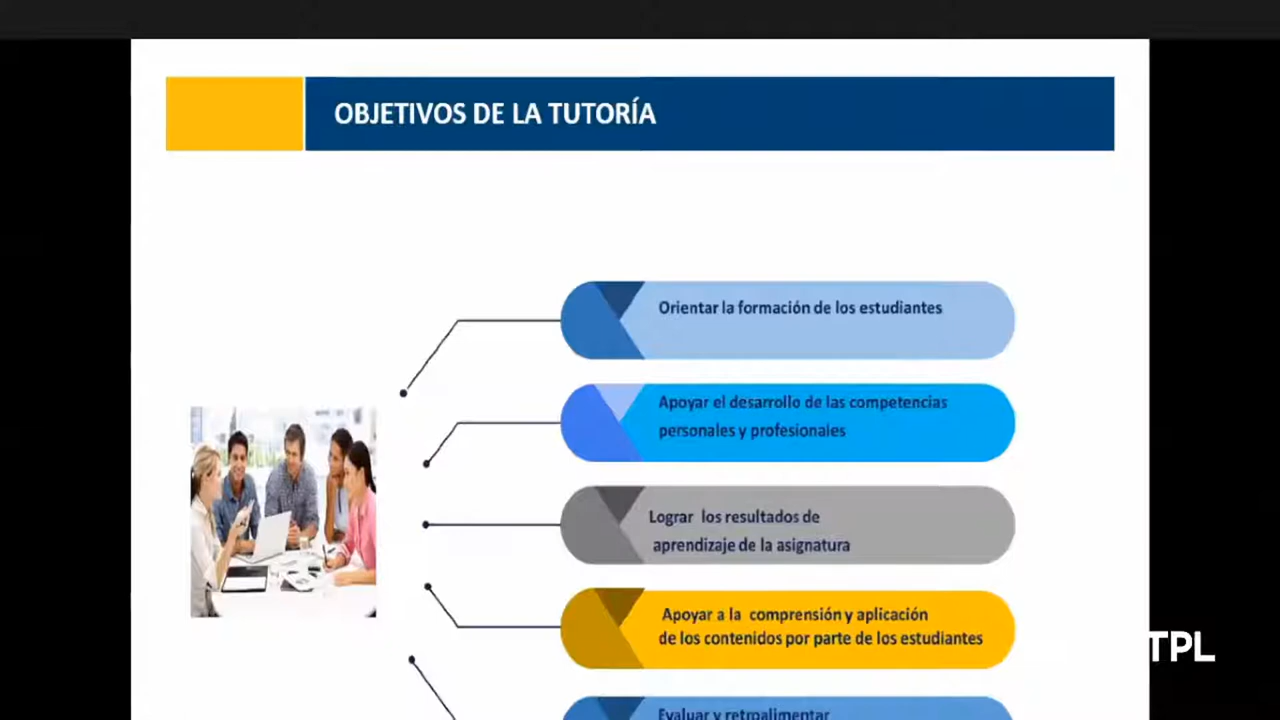 OBJETIVOS DE LA TUTORÍA
Orientar la formación de los estudiantes
Apoyar el desarrollo de las competencias
personales y profesionales
Lograr los resultados de
aprendizaje de la asignatura
Apoyar a la comprensión y aplicación
de los contenidos por parte de los estudiantes
TPL
Evaluar y retroalimentar